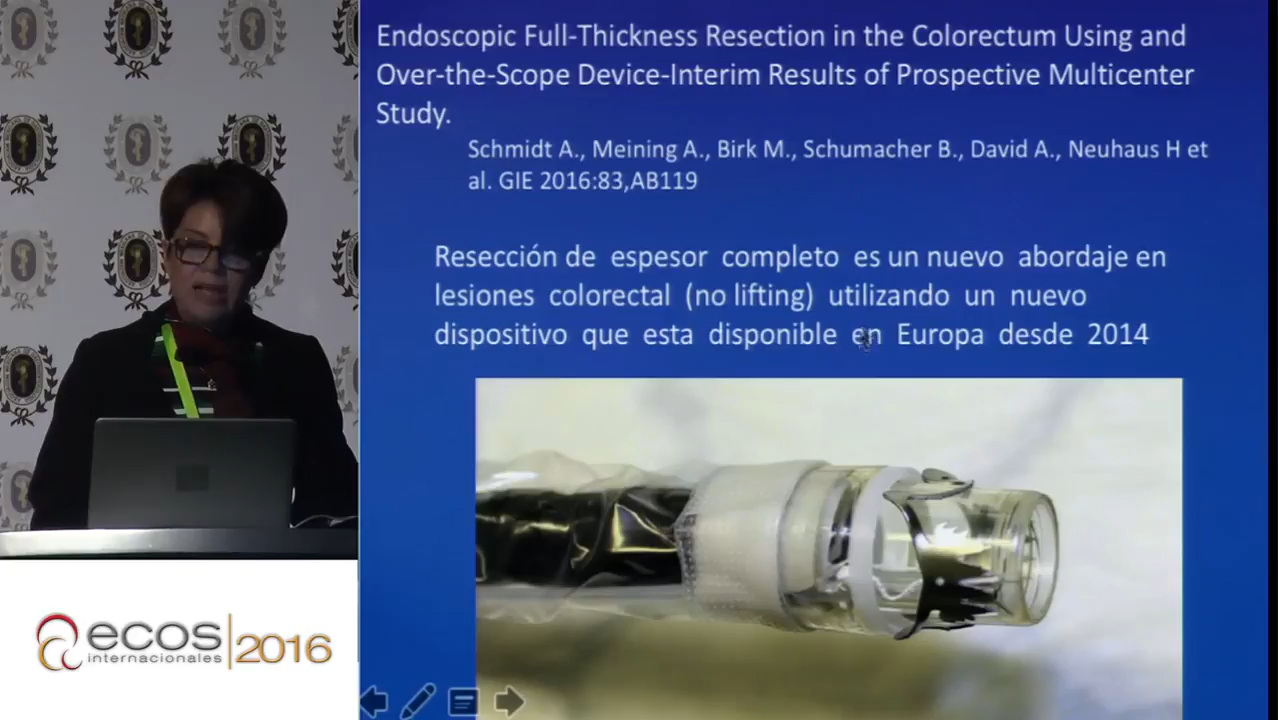 Endoscopic Full-Thickness Resection in the Colorectum Using and
Over-the-Scope Device-Interim Results of Prospective Multicenter
Study.
Schmidt A., Meining A., Birk M., Schumacher B., David A., Neuhaus H et
al. GIE 2016:83,AB119
Resección de espesor completo es un nuevo abordaje en
lesiones colorectal (no lifting) utilizando un nuevo
dispositivo que esta disponible en Europa desde 2014
ecos
internacionales
2016